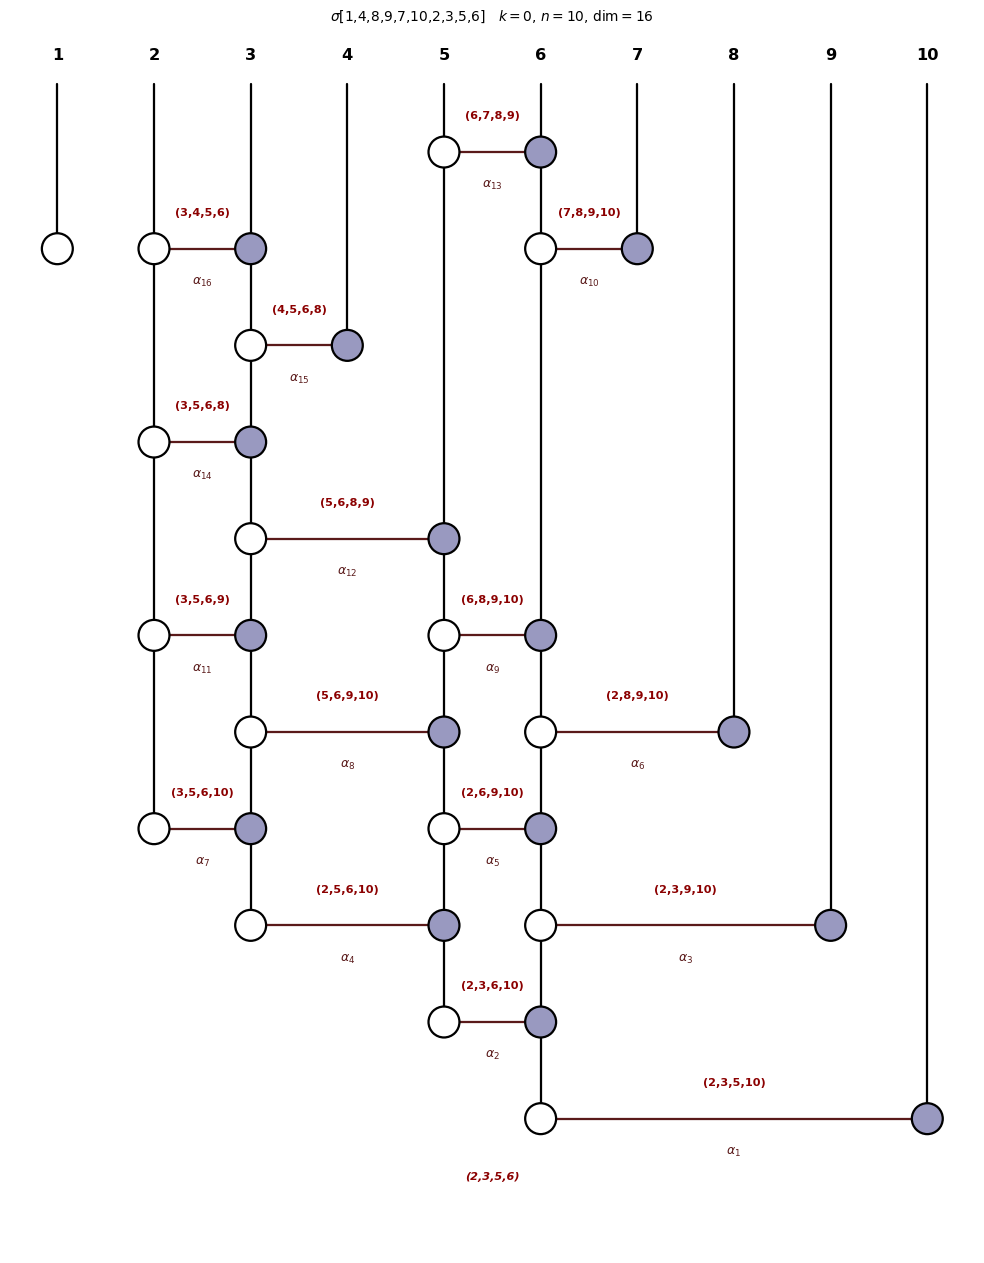 σ[1,4,8,9,7,10,2,3,5,6] k=0, n=10, dim=16
1 2 3 4 5 6 7 8 9 10
(6,7,8,9)
α₁₃
(3,4,5,6) (7,8,9,10)
α₁₆ α₁₀
(4,5,6,8)
α₁₅
(3,5,6,8)
α₁₄
(5,6,8,9)
α₁₂
(3,5,6,9) (6,8,9,10)
α₁₁ α₉
(5,6,9,10) (2,8,9,10)
α₈ α₆
(3,5,6,10) (2,6,9,10)
α₇ α₅
(2,5,6,10) (2,3,9,10)
α₄ α₃
(2,3,6,10)
α₂
(2,3,5,10)
α₁
(2,3,5,6)